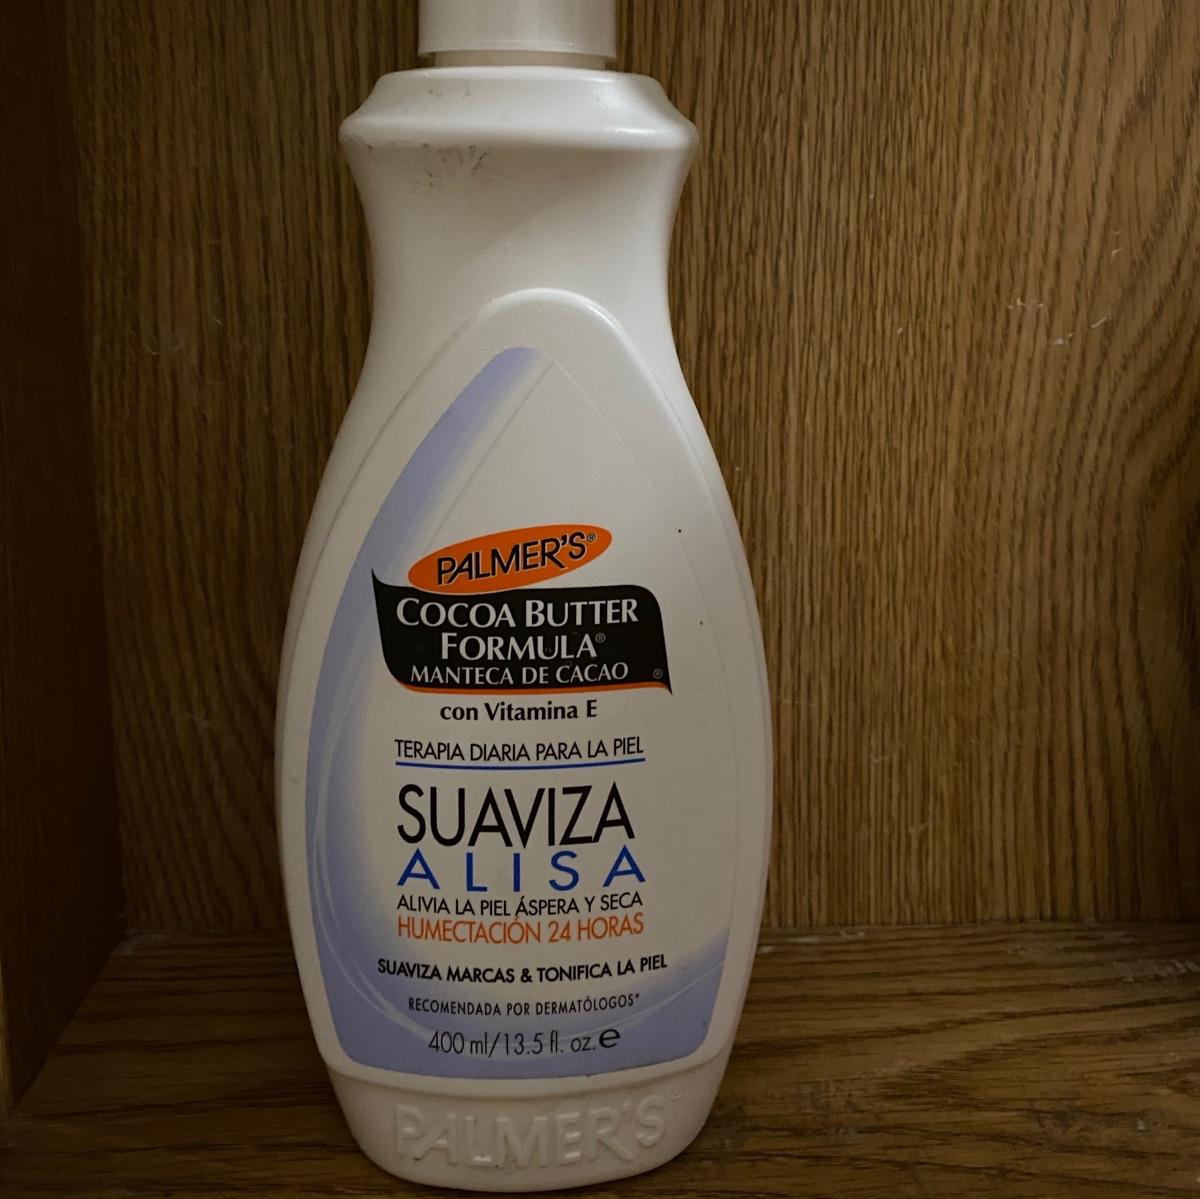 PALMER'S®
COCOA BUTTER
FORMULA®
MANTECA DE CACAO ®
con Vitamina E
TERAPIA DIARIA PARA LA PIEL
SUAVIZA
ALISA
ALIVIA LA PIEL ÁSPERA Y SECA
HUMECTACIÓN 24 HORAS
SUAVIZA MARCAS & TONIFICA LA PIEL
RECOMENDADA POR DERMATÓLOGOS*
400 ml/13.5 fl. oz. e
PALMER'S®